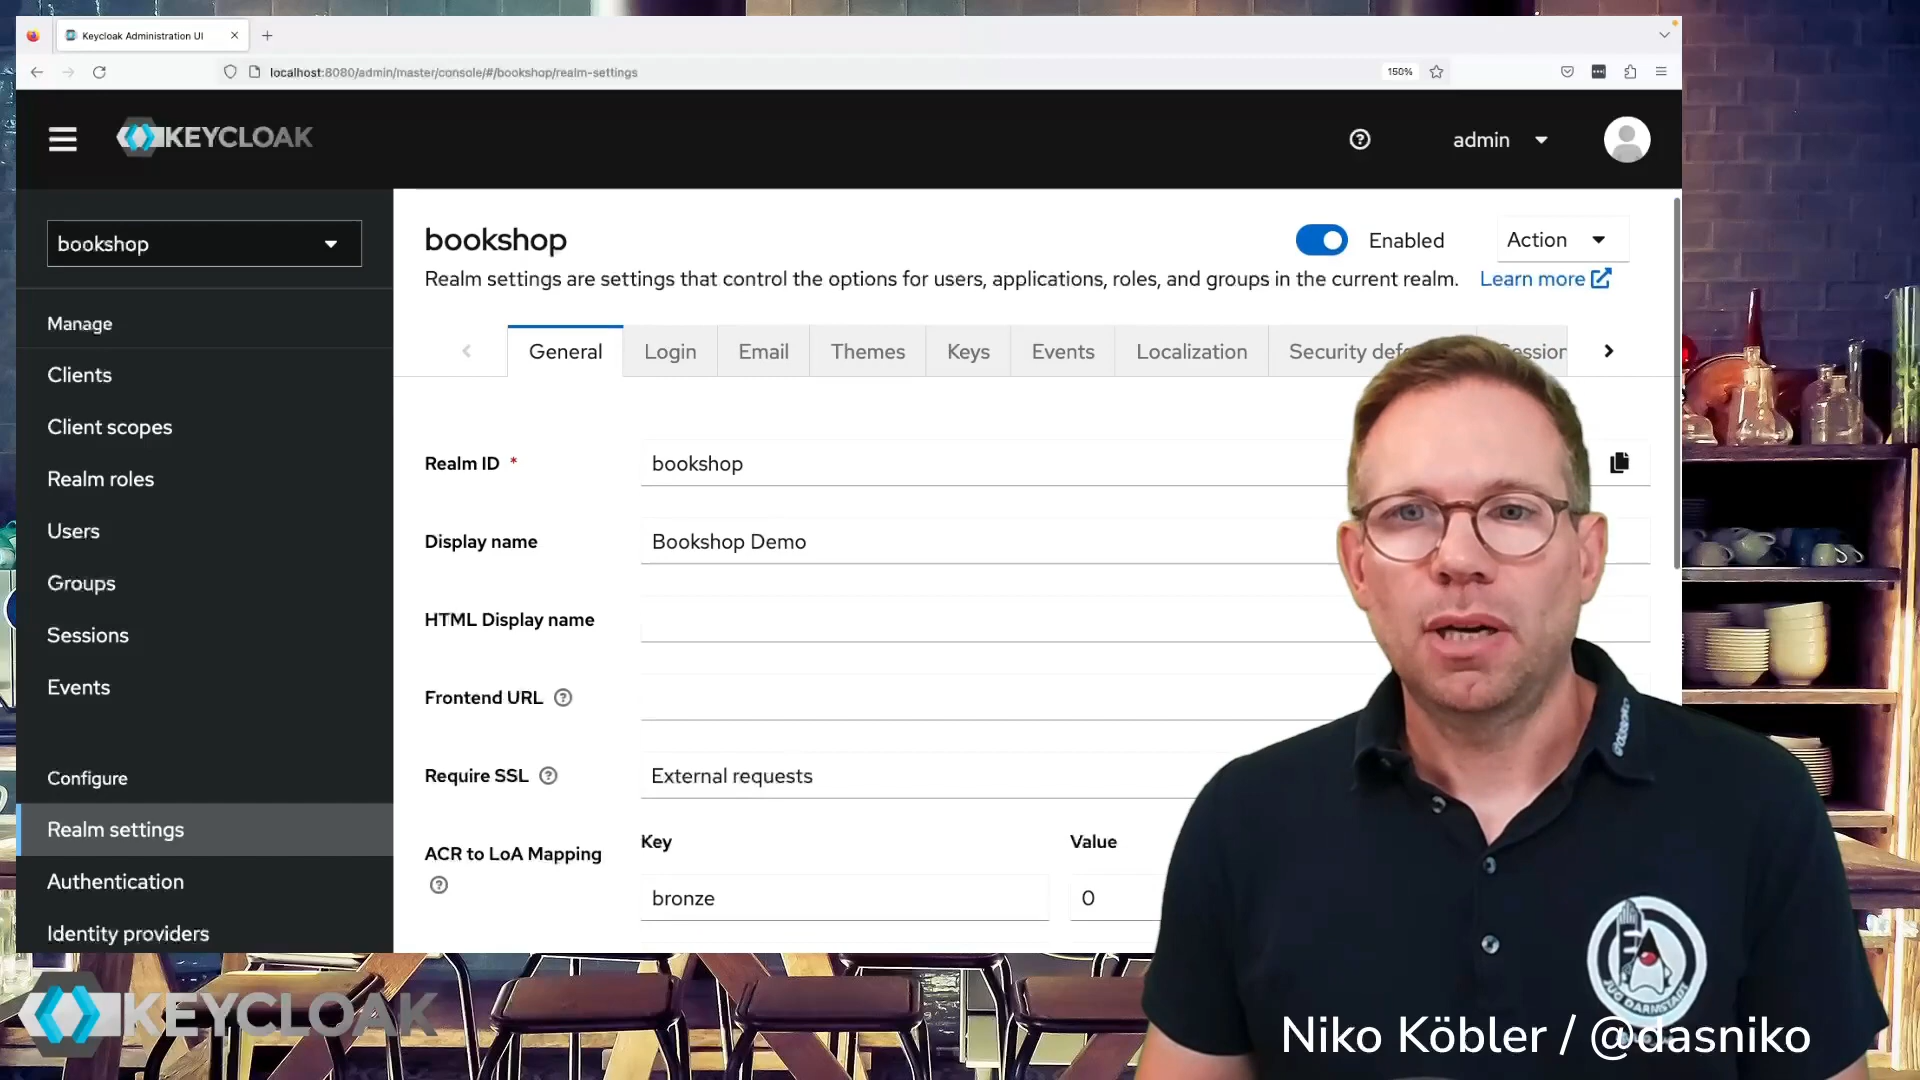 Keycloak Administration UI
localhost:8080/admin/master/console/#/bookshop/realm-settings
150%
KEYCLOAK
admin
bookshop
Manage
Clients
Client scopes
Realm roles
Users
Groups
Sessions
Events
Configure
Realm settings
Authentication
Identity providers
bookshop
Enabled
Action
Realm settings are settings that control the options for users, applications, roles, and groups in the current realm.
Learn more
General
Login
Email
Themes
Keys
Events
Localization
Security
Realm ID *
bookshop
Display name
Bookshop Demo
HTML Display name
Frontend URL
Require SSL
External requests
ACR to LoA Mapping
Key
Value
bronze
0
@dasniko
JUG DARMSTADT
KEYCLOAK
Niko Köbler / @dasniko